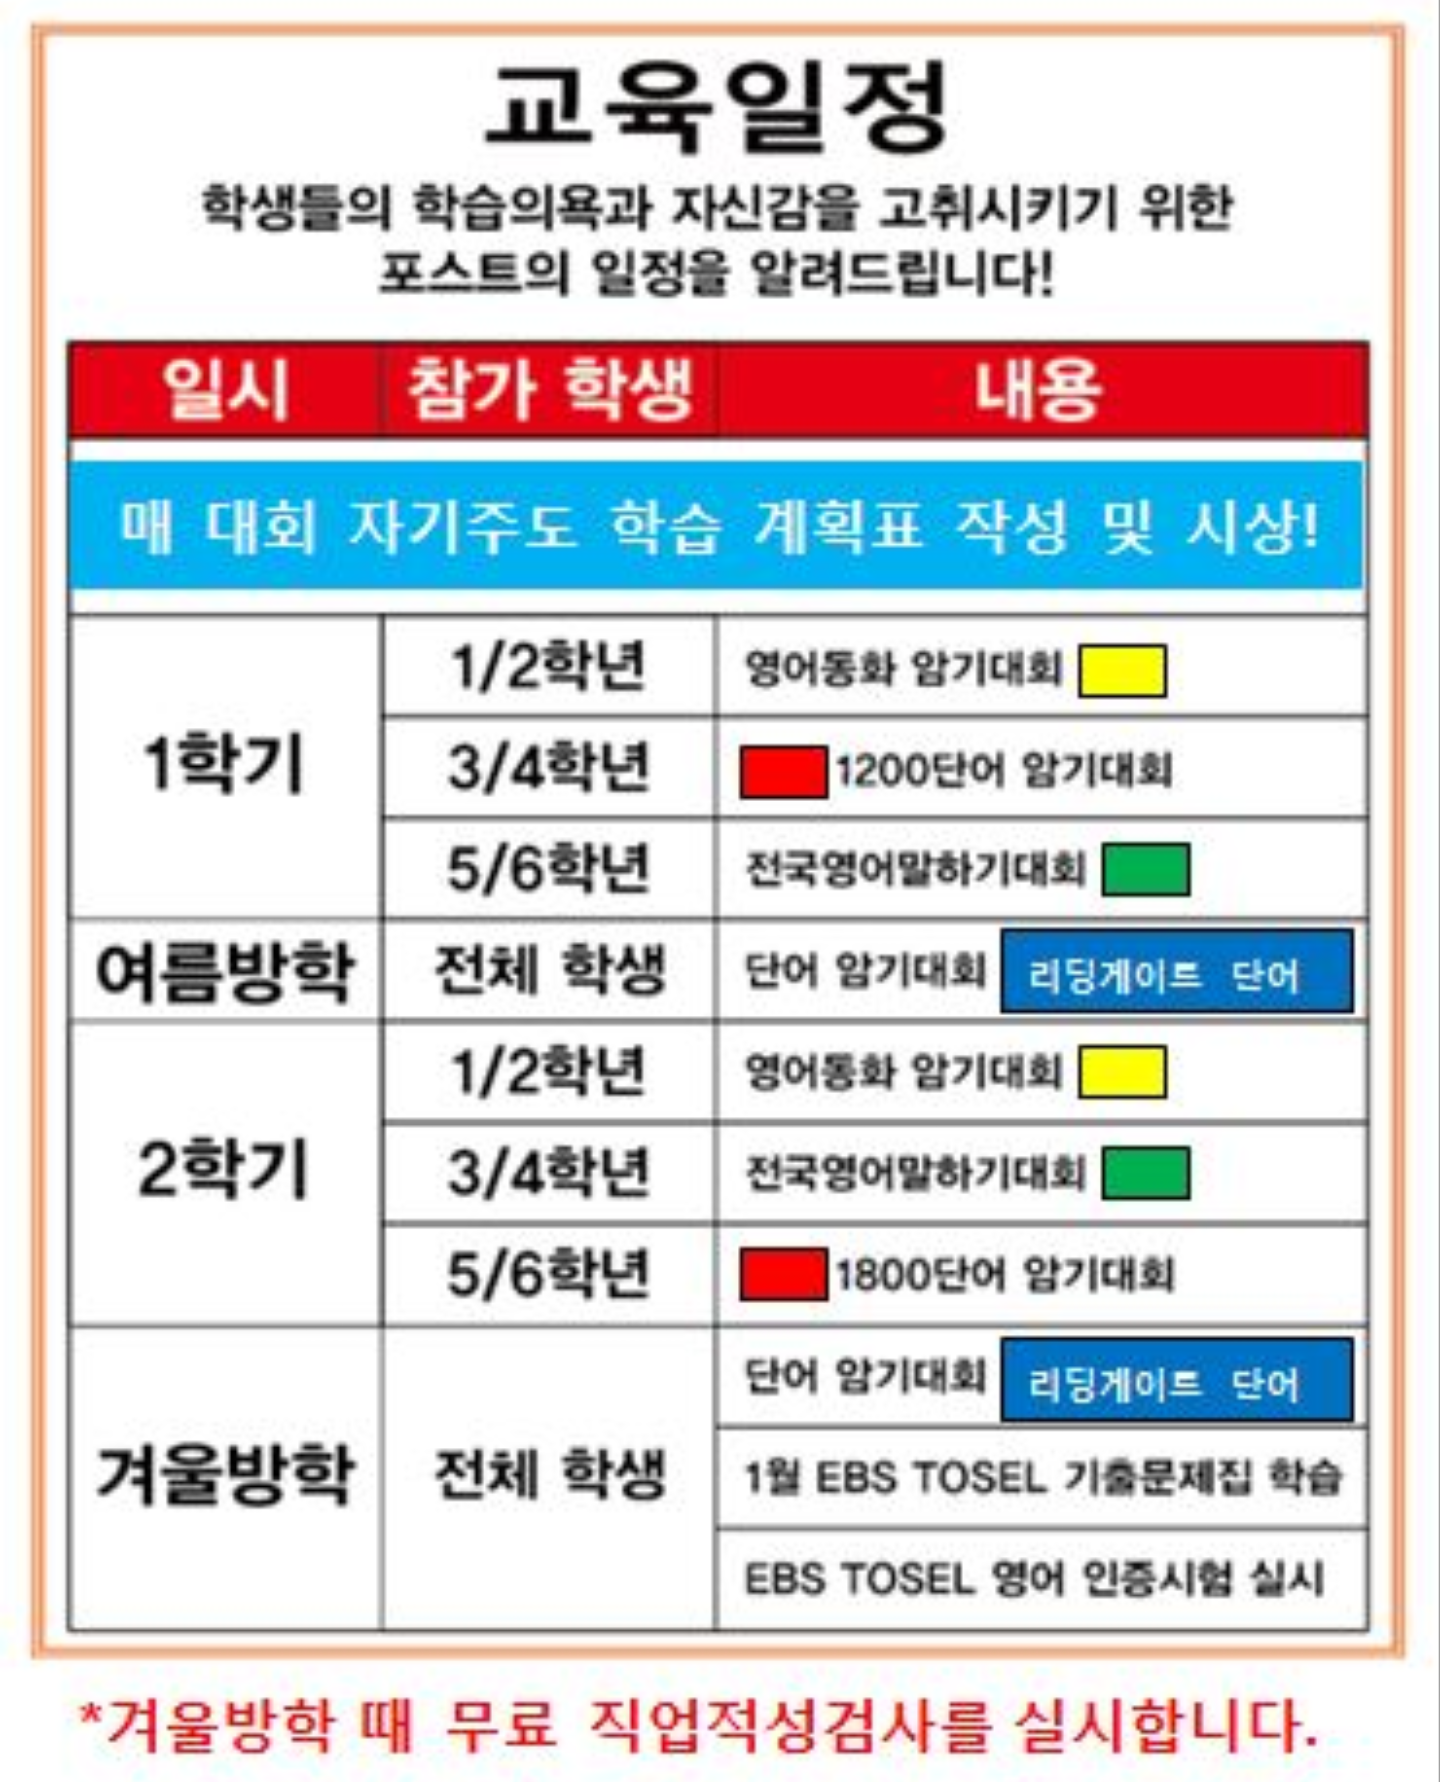 교육일정
학생들의 학습의욕과 자신감을 고취시키기 위한
포스트의 일정을 알려드립니다!
일시 참가 학생 내용
매 대회 자기주도 학습 계획표 작성 및 시상!
1학기
1/2학년 영어동화 암기대회
3/4학년 1200단어 암기대회
5/6학년 전국영어말하기대회
여름방학 전체 학생 단어 암기대회 리딩게이트 단어
2학기
1/2학년 영어동화 암기대회
3/4학년 전국영어말하기대회
5/6학년 1800단어 암기대회
겨울방학 전체 학생
단어 암기대회 리딩게이트 단어
1월 EBS TOSEL 기출문제집 학습
EBS TOSEL 영어 인증시험 실시
*겨울방학 때 무료 직업적성검사를 실시합니다.